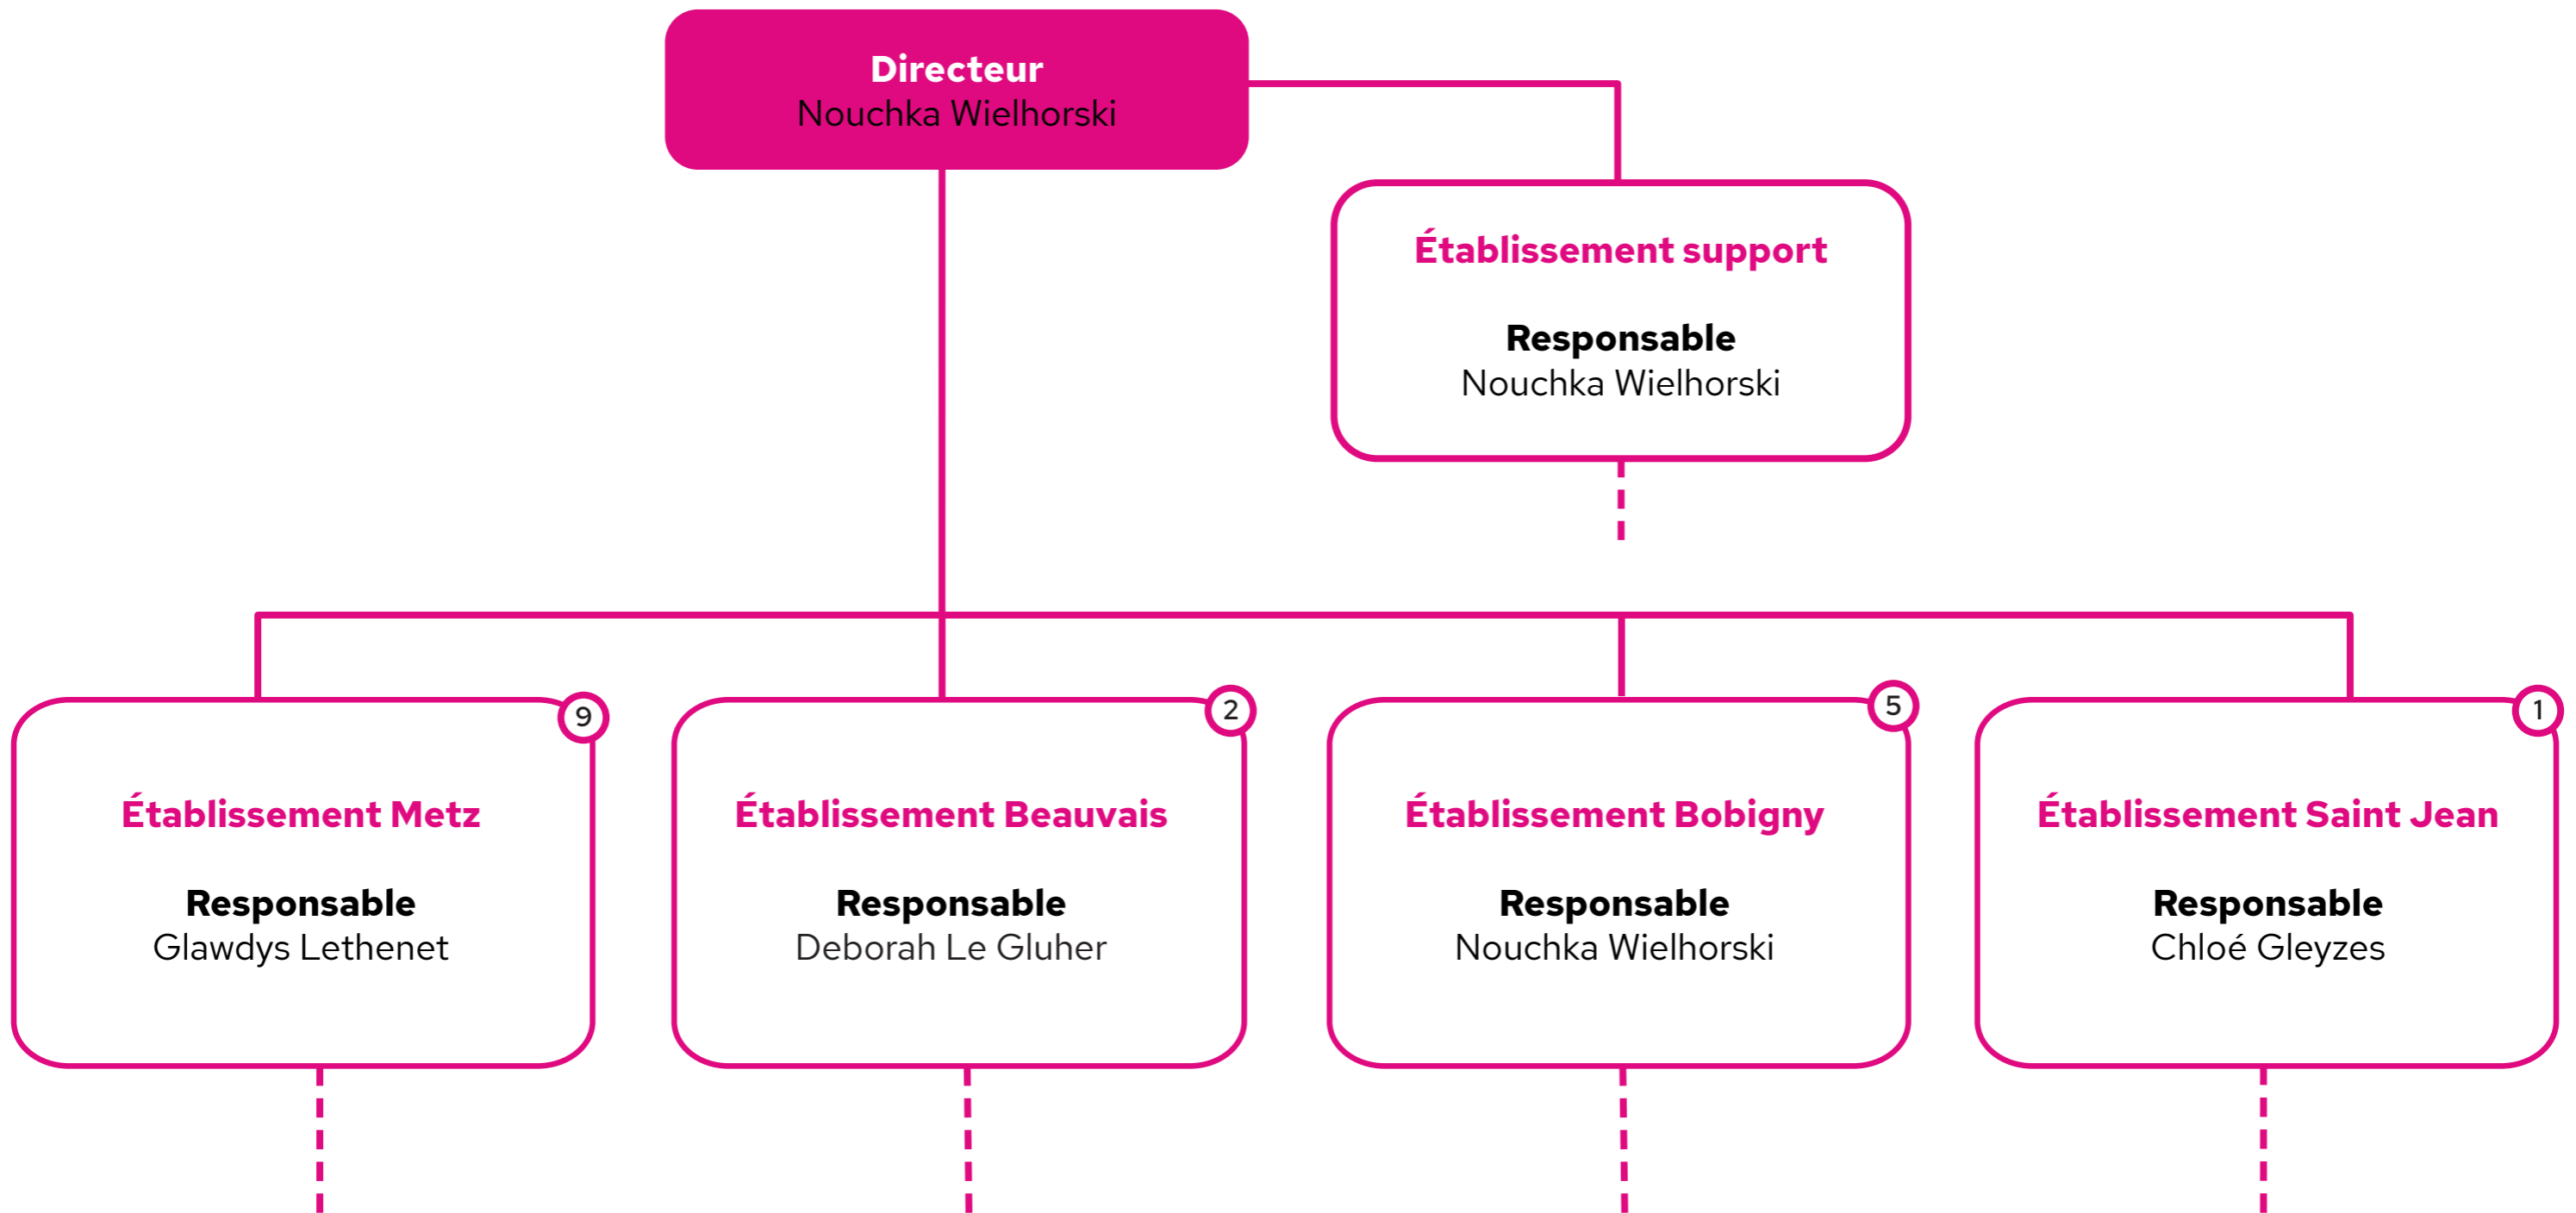 Directeur
Nouchka Wielhorski
Établissement support
Responsable
Nouchka Wielhorski
9
Établissement Metz
Responsable
Glawdys Lethenet
2
Établissement Beauvais
Responsable
Deborah Le Gluher
5
Établissement Bobigny
Responsable
Nouchka Wielhorski
1
Établissement Saint Jean
Responsable
Chloé Gleyzes